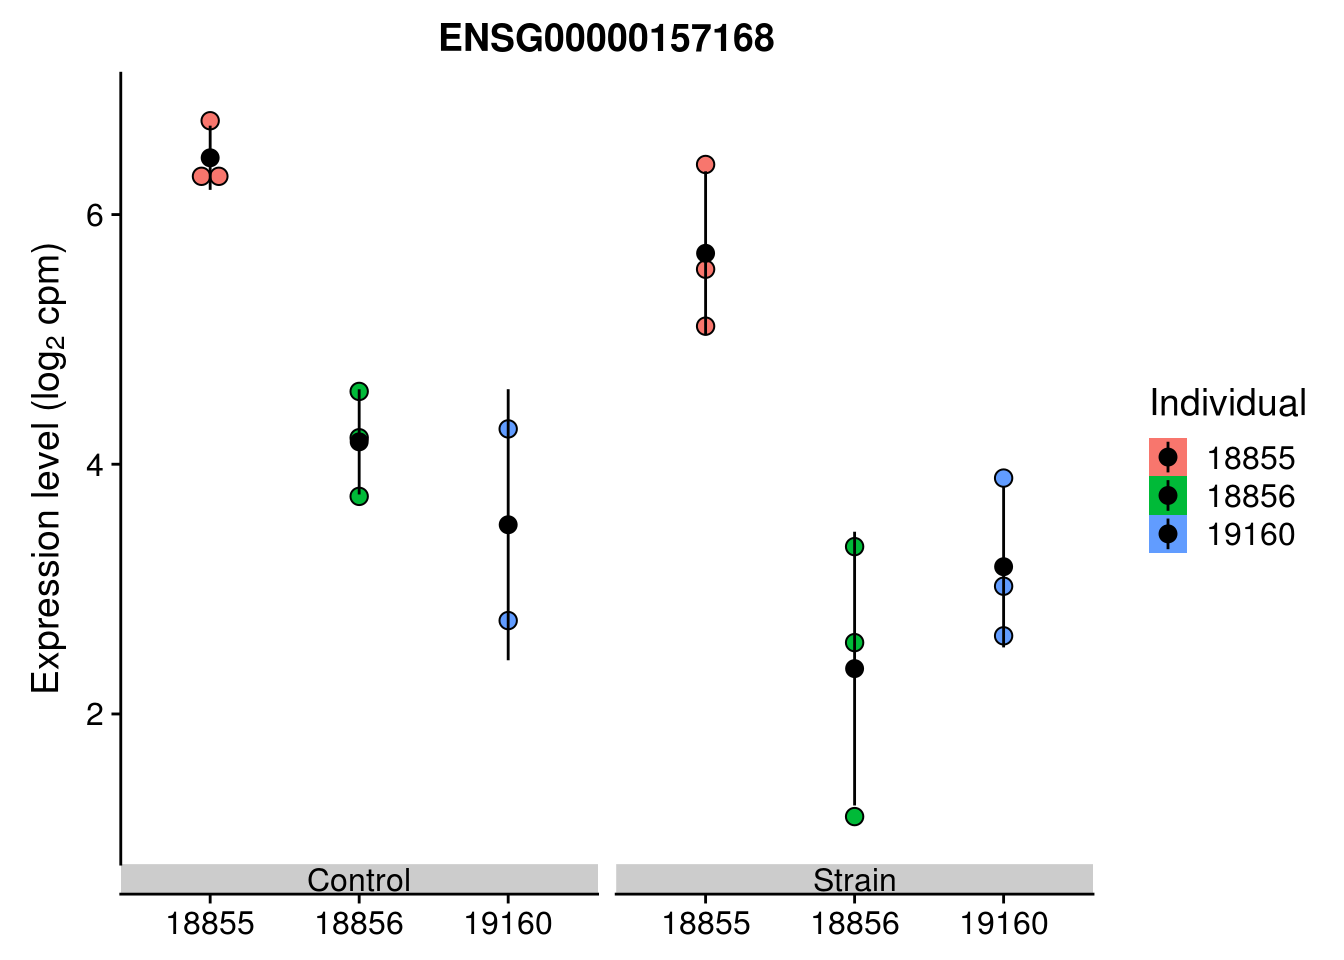 ENSG00000157168
Expression level (log₂ cpm)
6
4
2
Control
Strain
18855 18856 19160
18855 18856 19160
Individual
18855
18856
19160